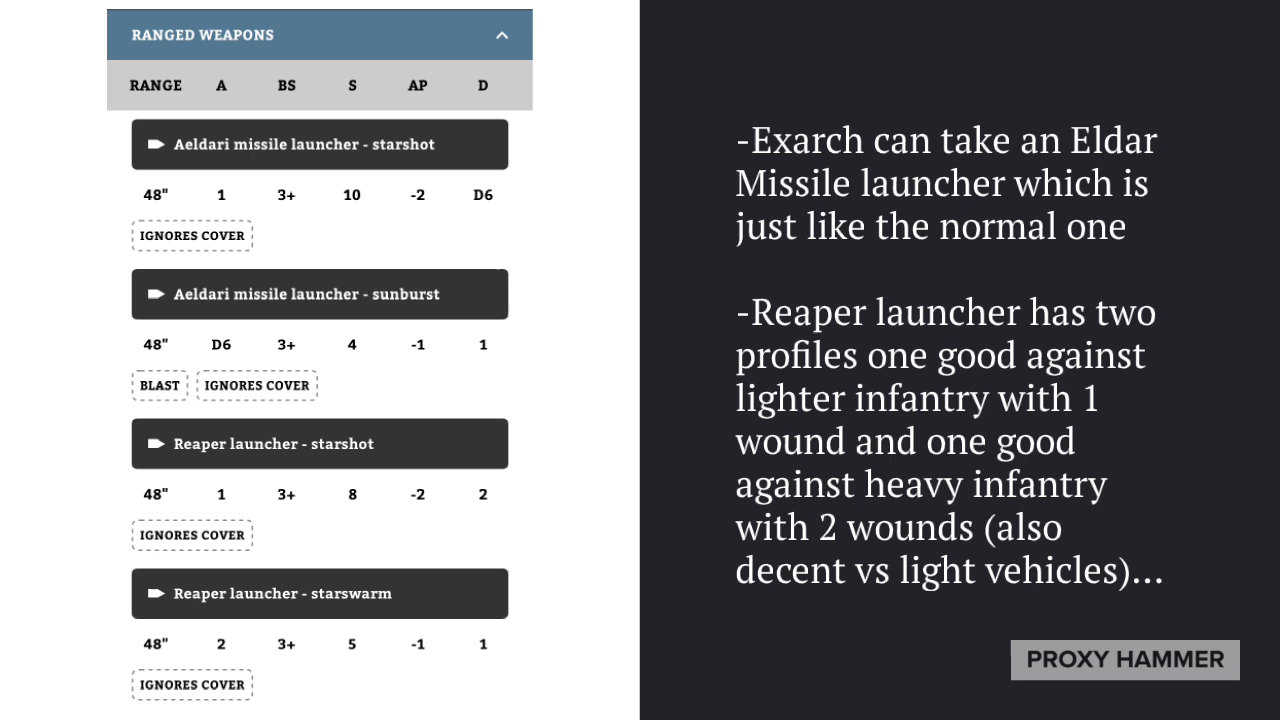 RANGED WEAPONS
RANGE A BS S AP D
Aeldari missile launcher - starshot
48" 1 3+ 10 -2 D6
IGNORES COVER
Aeldari missile launcher - sunburst
48" D6 3+ 4 -1 1
BLAST IGNORES COVER
Reaper launcher - starshot
48" 1 3+ 8 -2 2
IGNORES COVER
Reaper launcher - starswarm
48" 2 3+ 5 -1 1
IGNORES COVER
-Exarch can take an Eldar
Missile launcher which is
just like the normal one
-Reaper launcher has two
profiles one good against
lighter infantry with 1
wound and one good
against heavy infantry
with 2 wounds (also
decent vs light vehicles)...
PROXY HAMMER